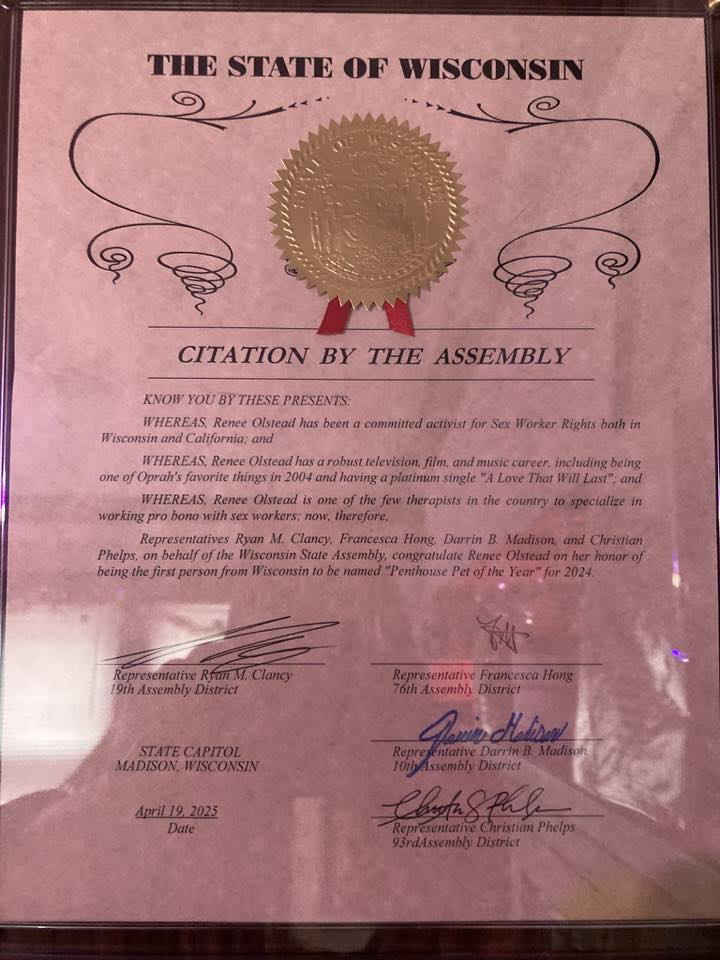 THE STATE OF WISCONSIN
STATE OF WISCONSIN
CITATION BY THE ASSEMBLY
KNOW YOU BY THESE PRESENTS:
WHEREAS, Renee Olstead has been a committed activist for Sex Worker Rights both in
Wisconsin and California; and
WHEREAS, Renee Olstead has a robust television, film, and music career, including being
one of Oprah's favorite things in 2004 and having a platinum single "A Love That Will Last"; and
WHEREAS, Renee Olstead is one of the few therapists in the country to specialize in
working pro bono with sex workers; now, therefore,
Representatives Ryan M. Clancy, Francesca Hong, Darrin B. Madison, and Christian
Phelps, on behalf of the Wisconsin State Assembly, congratulate Renee Olstead on her honor of
being the first person from Wisconsin to be named "Penthouse Pet of the Year" for 2024.
Representative Ryan M. Clancy
19th Assembly District
Representative Francesca Hong
76th Assembly District
STATE CAPITOL
MADISON, WISCONSIN
Darrin Madison
Representative Darrin B. Madison
10th Assembly District
April 19, 2025
Date
Representative Christian Phelps
93rdAssembly District